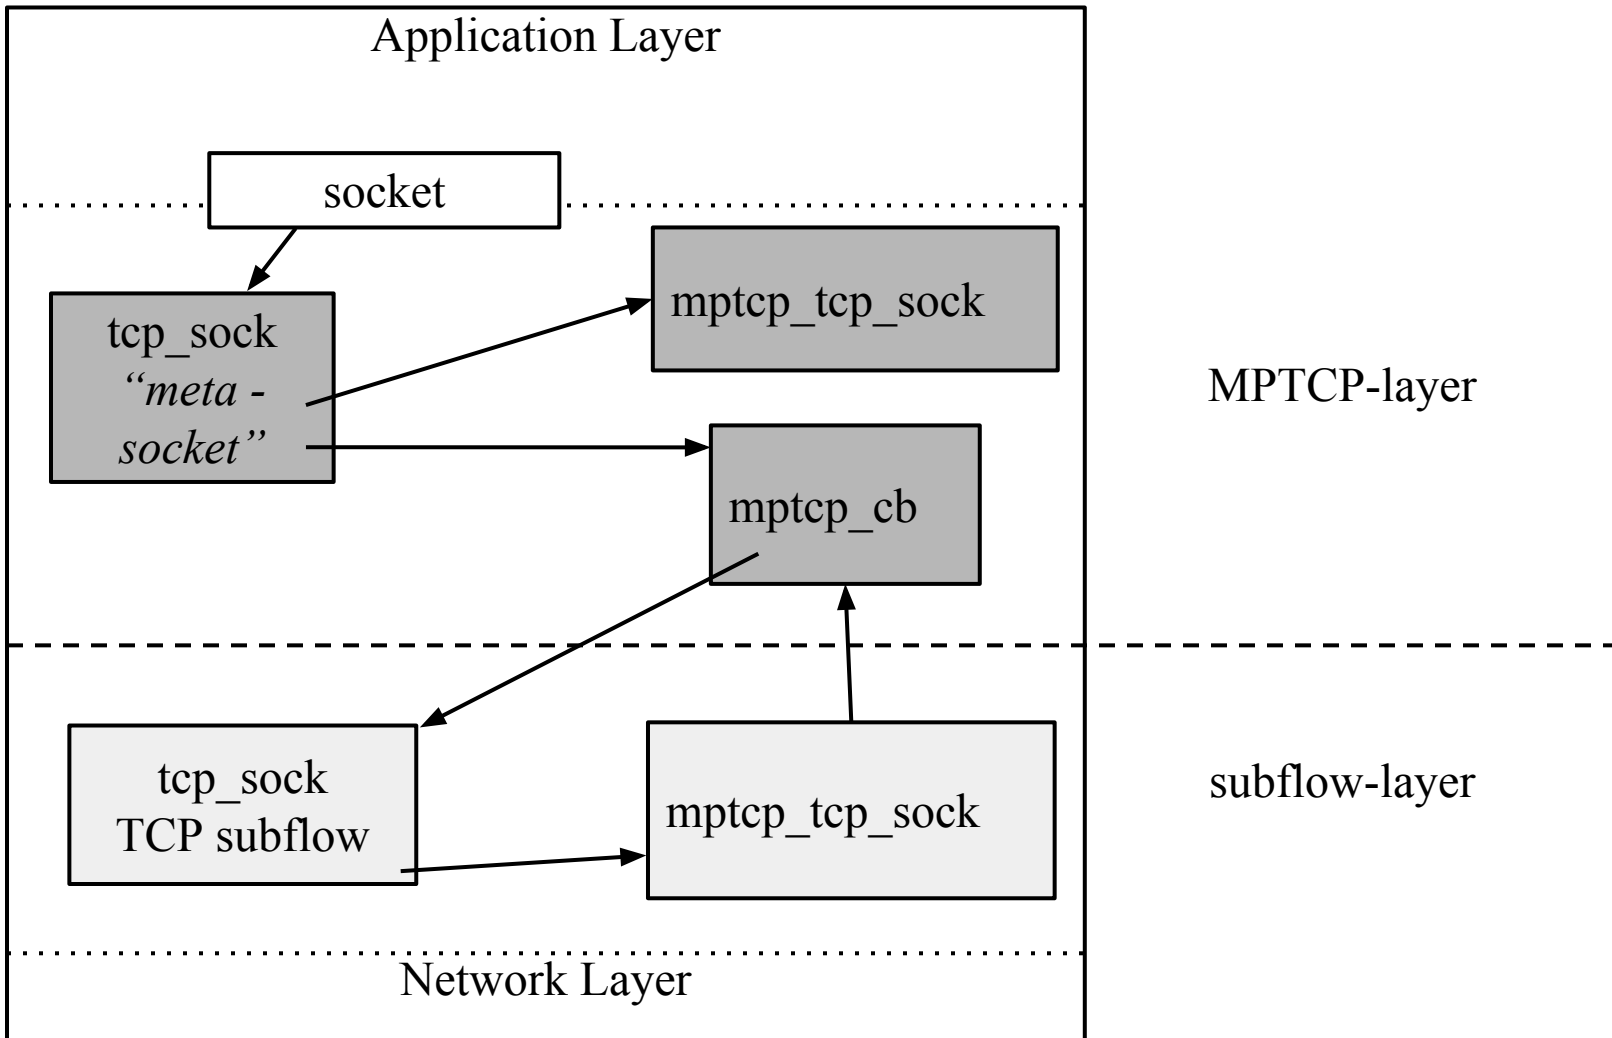 Application Layer
socket
tcp_sock
“meta -
socket”
mptcp_tcp_sock
MPTCP-layer
mptcp_cb
tcp_sock
TCP subflow
mptcp_tcp_sock
subflow-layer
Network Layer